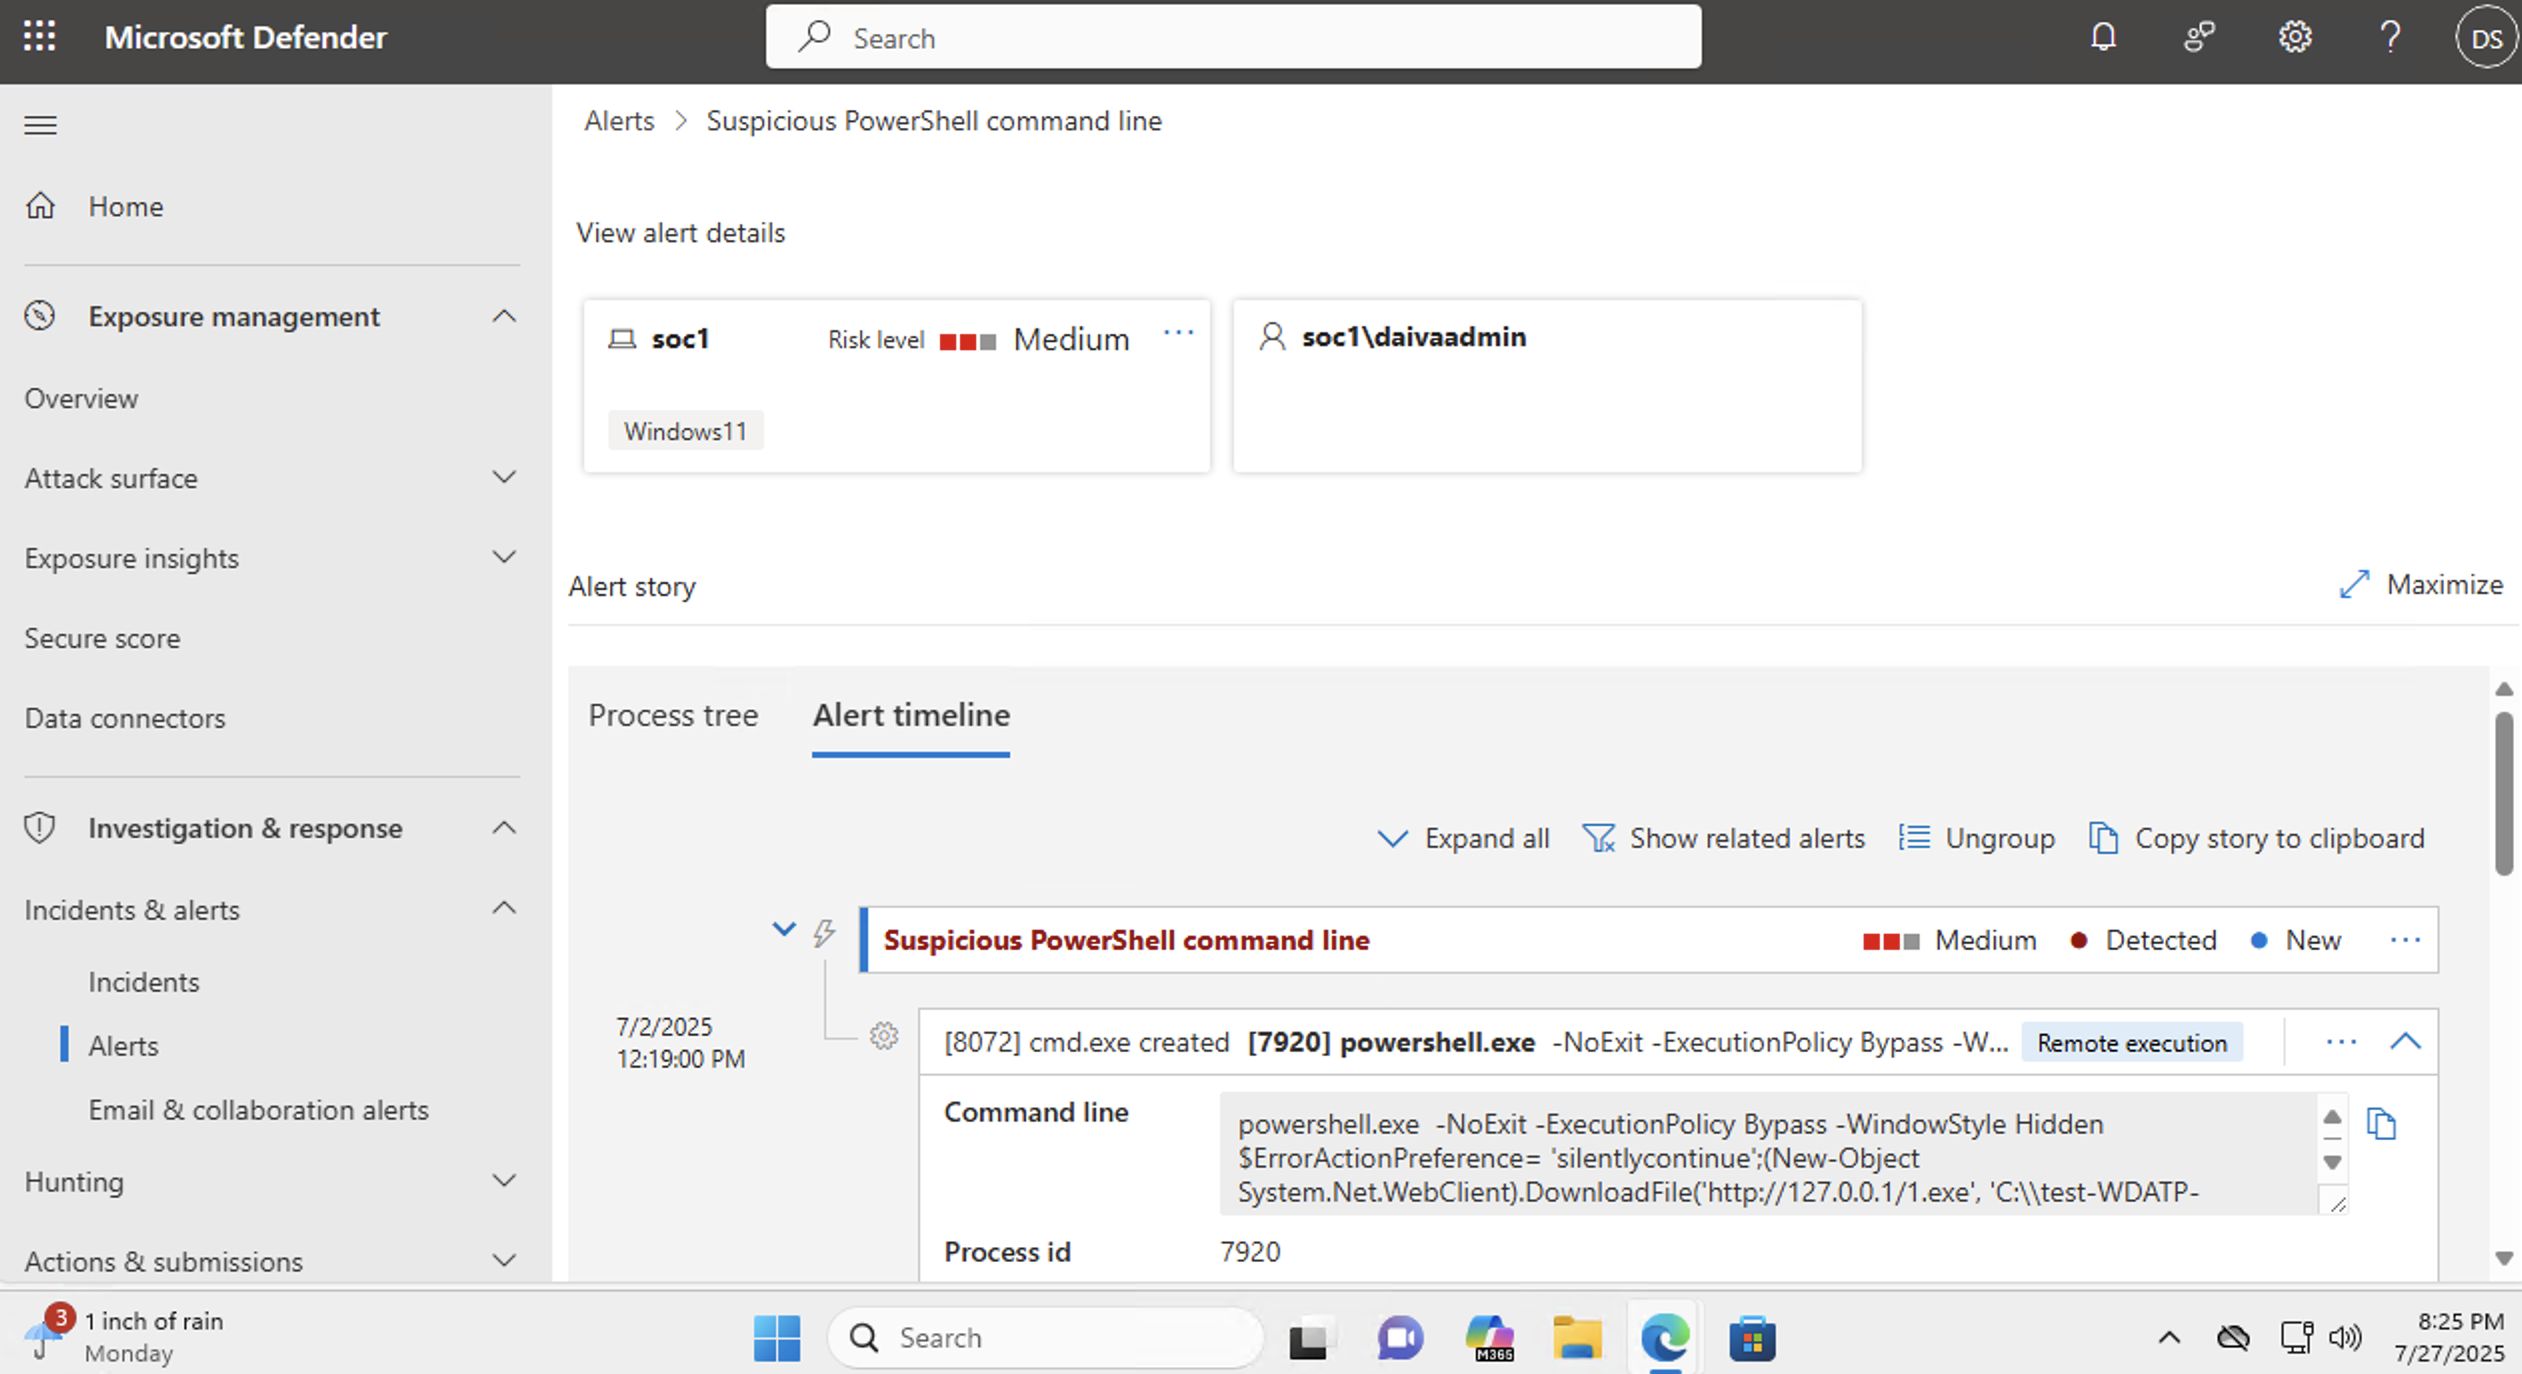 Microsoft Defender
Search
DS
Alerts > Suspicious PowerShell command line
Home
View alert details
Exposure management
soc1
Risk level
Medium
soc1\daivaadmin
Overview
Windows11
Attack surface
Exposure insights
Alert story
Maximize
Secure score
Data connectors
Process tree
Alert timeline
Investigation & response
Expand all
Show related alerts
Ungroup
Copy story to clipboard
Incidents & alerts
Suspicious PowerShell command line
Medium
Detected
New
Incidents
7/2/2025
12:19:00 PM
[8072] cmd.exe created [7920] powershell.exe -NoExit -ExecutionPolicy Bypass -W...
Remote execution
Alerts
Email & collaboration alerts
Command line
powershell.exe  -NoExit -ExecutionPolicy Bypass -WindowStyle Hidden
$ErrorActionPreference= 'silentlycontinue';(New-Object
System.Net.WebClient).DownloadFile('http://127.0.0.1/1.exe', 'C:\\test-WDATP-
Hunting
Process id
7920
Actions & submissions
3
1 inch of rain
Monday
Search
M365
8:25 PM
7/27/2025